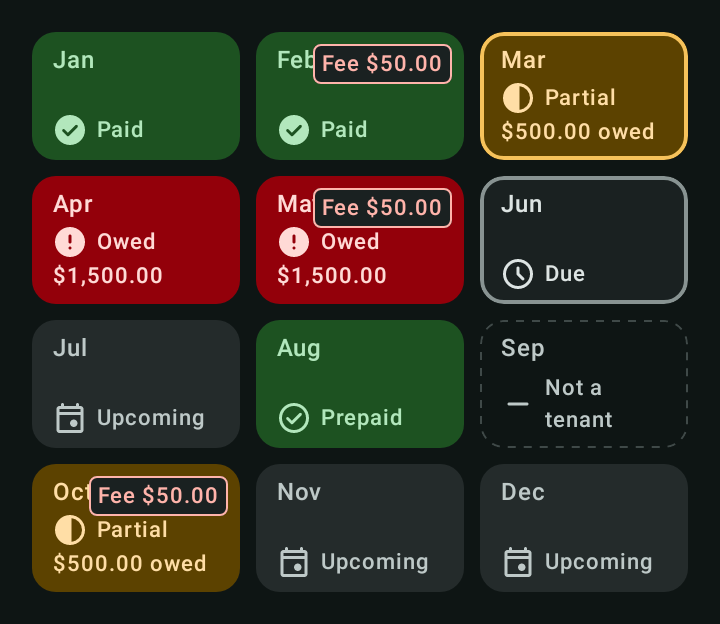 Jan
Paid
Feb
Fee $50.00
Paid
Mar
Partial
$500.00 owed
Apr
Owed
$1,500.00
Ma
Fee $50.00
Owed
$1,500.00
Jun
Due
Jul
Upcoming
Aug
Prepaid
Sep
Not a
tenant
Oct
Fee $50.00
Partial
$500.00 owed
Nov
Upcoming
Dec
Upcoming